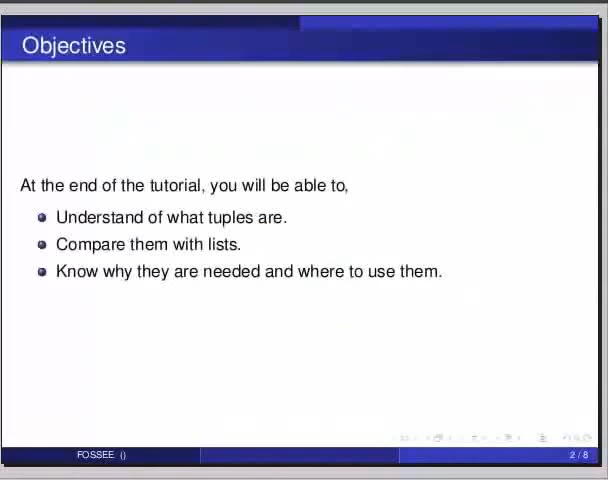 Objectives
At the end of the tutorial, you will be able to,
Understand of what tuples are.
Compare them with lists.
Know why they are needed and where to use them.
FOSSEE ()
2 / 8